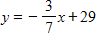 y = −3/7x + 29